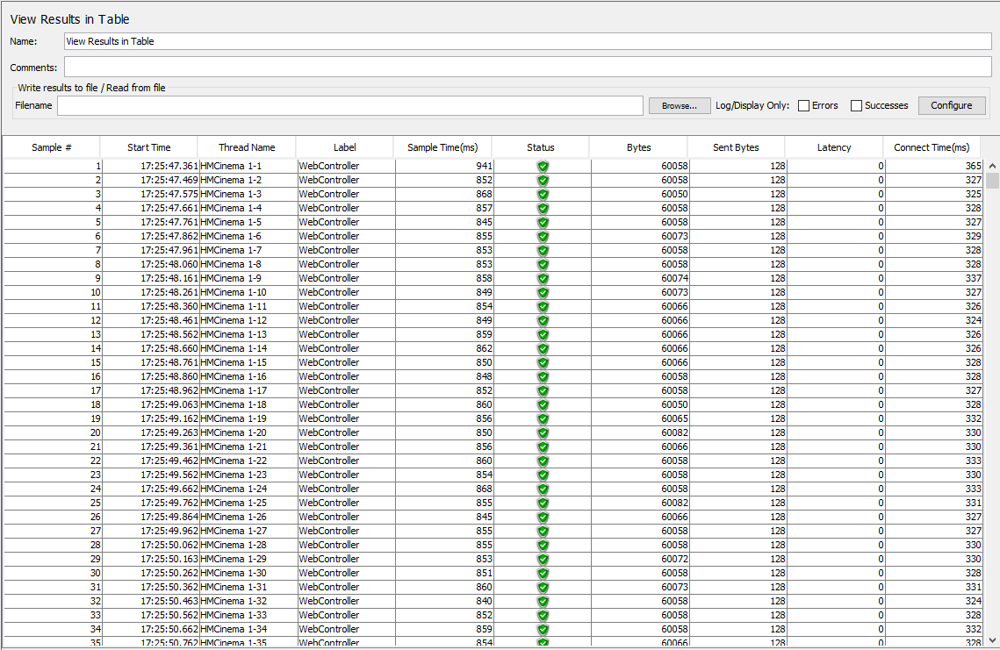 View Results in Table
Name: View Results in Table
Comments:
Write results to file / Read from file
Filename Browse... Log/Display Only: Errors Successes Configure
Sample # Start Time Thread Name Label Sample Time(ms) Status Bytes Sent Bytes Latency Connect Time(ms)
1 17:25:47.361 HMCinema 1-1 WebController 941 60058 128 0 365
2 17:25:47.469 HMCinema 1-2 WebController 852 60058 128 0 327
3 17:25:47.575 HMCinema 1-3 WebController 868 60050 128 0 325
4 17:25:47.661 HMCinema 1-4 WebController 857 60058 128 0 328
5 17:25:47.761 HMCinema 1-5 WebController 845 60058 128 0 327
6 17:25:47.862 HMCinema 1-6 WebController 855 60073 128 0 329
7 17:25:47.961 HMCinema 1-7 WebController 853 60058 128 0 328
8 17:25:48.060 HMCinema 1-8 WebController 853 60058 128 0 328
9 17:25:48.161 HMCinema 1-9 WebController 858 60074 128 0 337
10 17:25:48.261 HMCinema 1-10 WebController 849 60073 128 0 327
11 17:25:48.360 HMCinema 1-11 WebController 854 60066 128 0 326
12 17:25:48.461 HMCinema 1-12 WebController 849 60066 128 0 324
13 17:25:48.562 HMCinema 1-13 WebController 859 60066 128 0 326
14 17:25:48.660 HMCinema 1-14 WebController 862 60066 128 0 326
15 17:25:48.761 HMCinema 1-15 WebController 850 60066 128 0 328
16 17:25:48.860 HMCinema 1-16 WebController 848 60058 128 0 328
17 17:25:48.962 HMCinema 1-17 WebController 852 60058 128 0 327
18 17:25:49.063 HMCinema 1-18 WebController 860 60050 128 0 328
19 17:25:49.162 HMCinema 1-19 WebController 856 60065 128 0 332
20 17:25:49.263 HMCinema 1-20 WebController 850 60082 128 0 330
21 17:25:49.361 HMCinema 1-21 WebController 856 60066 128 0 330
22 17:25:49.462 HMCinema 1-22 WebController 860 60058 128 0 333
23 17:25:49.562 HMCinema 1-23 WebController 854 60058 128 0 330
24 17:25:49.662 HMCinema 1-24 WebController 868 60058 128 0 333
25 17:25:49.762 HMCinema 1-25 WebController 855 60082 128 0 331
26 17:25:49.864 HMCinema 1-26 WebController 845 60066 128 0 327
27 17:25:49.962 HMCinema 1-27 WebController 855 60058 128 0 327
28 17:25:50.062 HMCinema 1-28 WebController 855 60058 128 0 330
29 17:25:50.163 HMCinema 1-29 WebController 853 60072 128 0 330
30 17:25:50.262 HMCinema 1-30 WebController 851 60058 128 0 328
31 17:25:50.362 HMCinema 1-31 WebController 860 60073 128 0 331
32 17:25:50.463 HMCinema 1-32 WebController 840 60058 128 0 324
33 17:25:50.562 HMCinema 1-33 WebController 852 60058 128 0 328
34 17:25:50.662 HMCinema 1-34 WebController 859 60058 128 0 332
35 17:25:50.762 HMCinema 1-35 WebController 854 60066 128 0 328